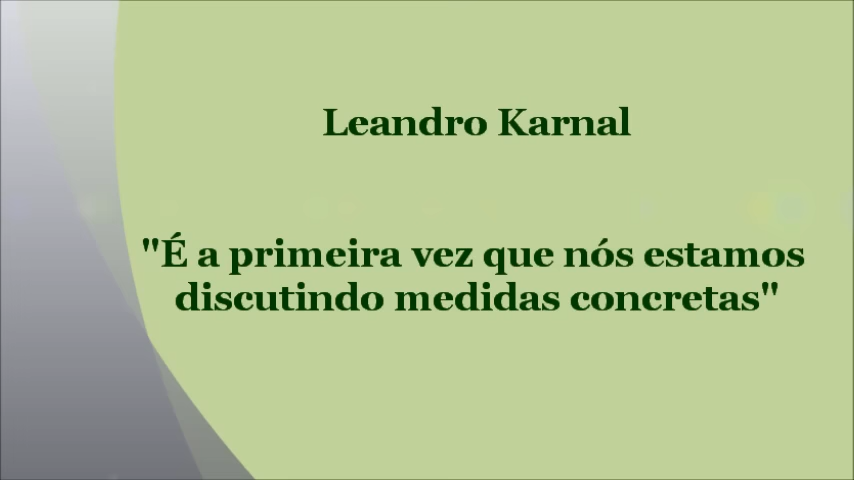 Leandro Karnal
"É a primeira vez que nós estamos
discutindo medidas concretas"